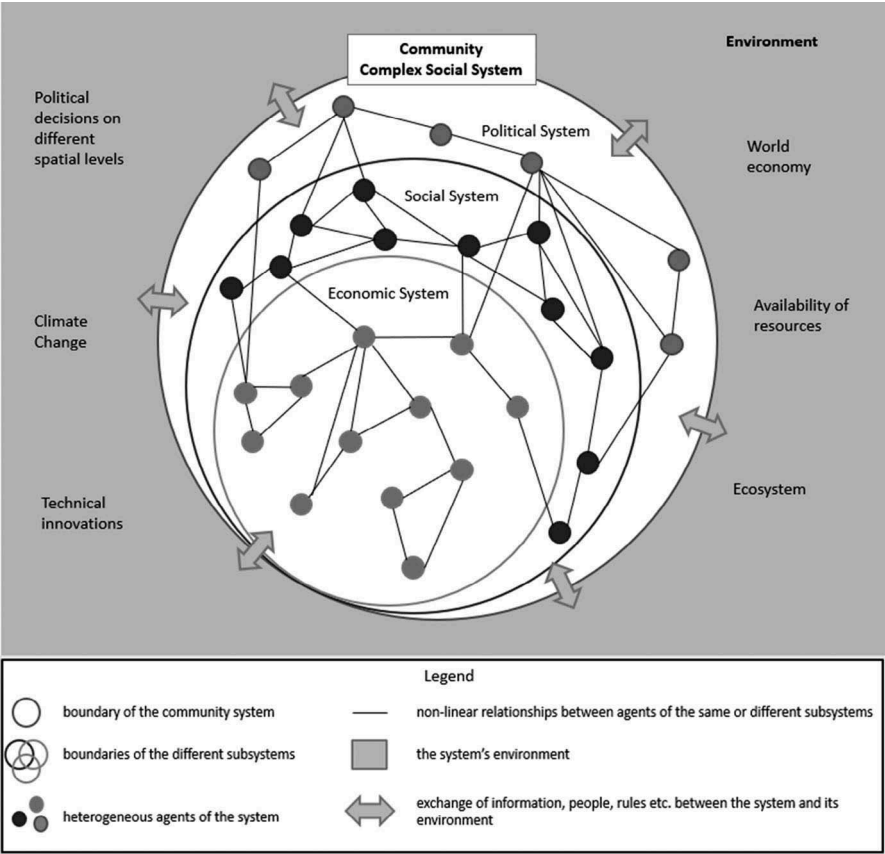 Community
Complex Social System
Environment
Political
decisions on
different
spatial levels
Political System
World
economy
Social System
Economic System
Climate
Change
Availability of
resources
Technical
innovations
Ecosystem
Legend
boundary of the community system
non-linear relationships between agents of the same or different subsystems
boundaries of the different subsystems
the system's environment
heterogeneous agents of the system
exchange of information, people, rules etc. between the system and its
environment